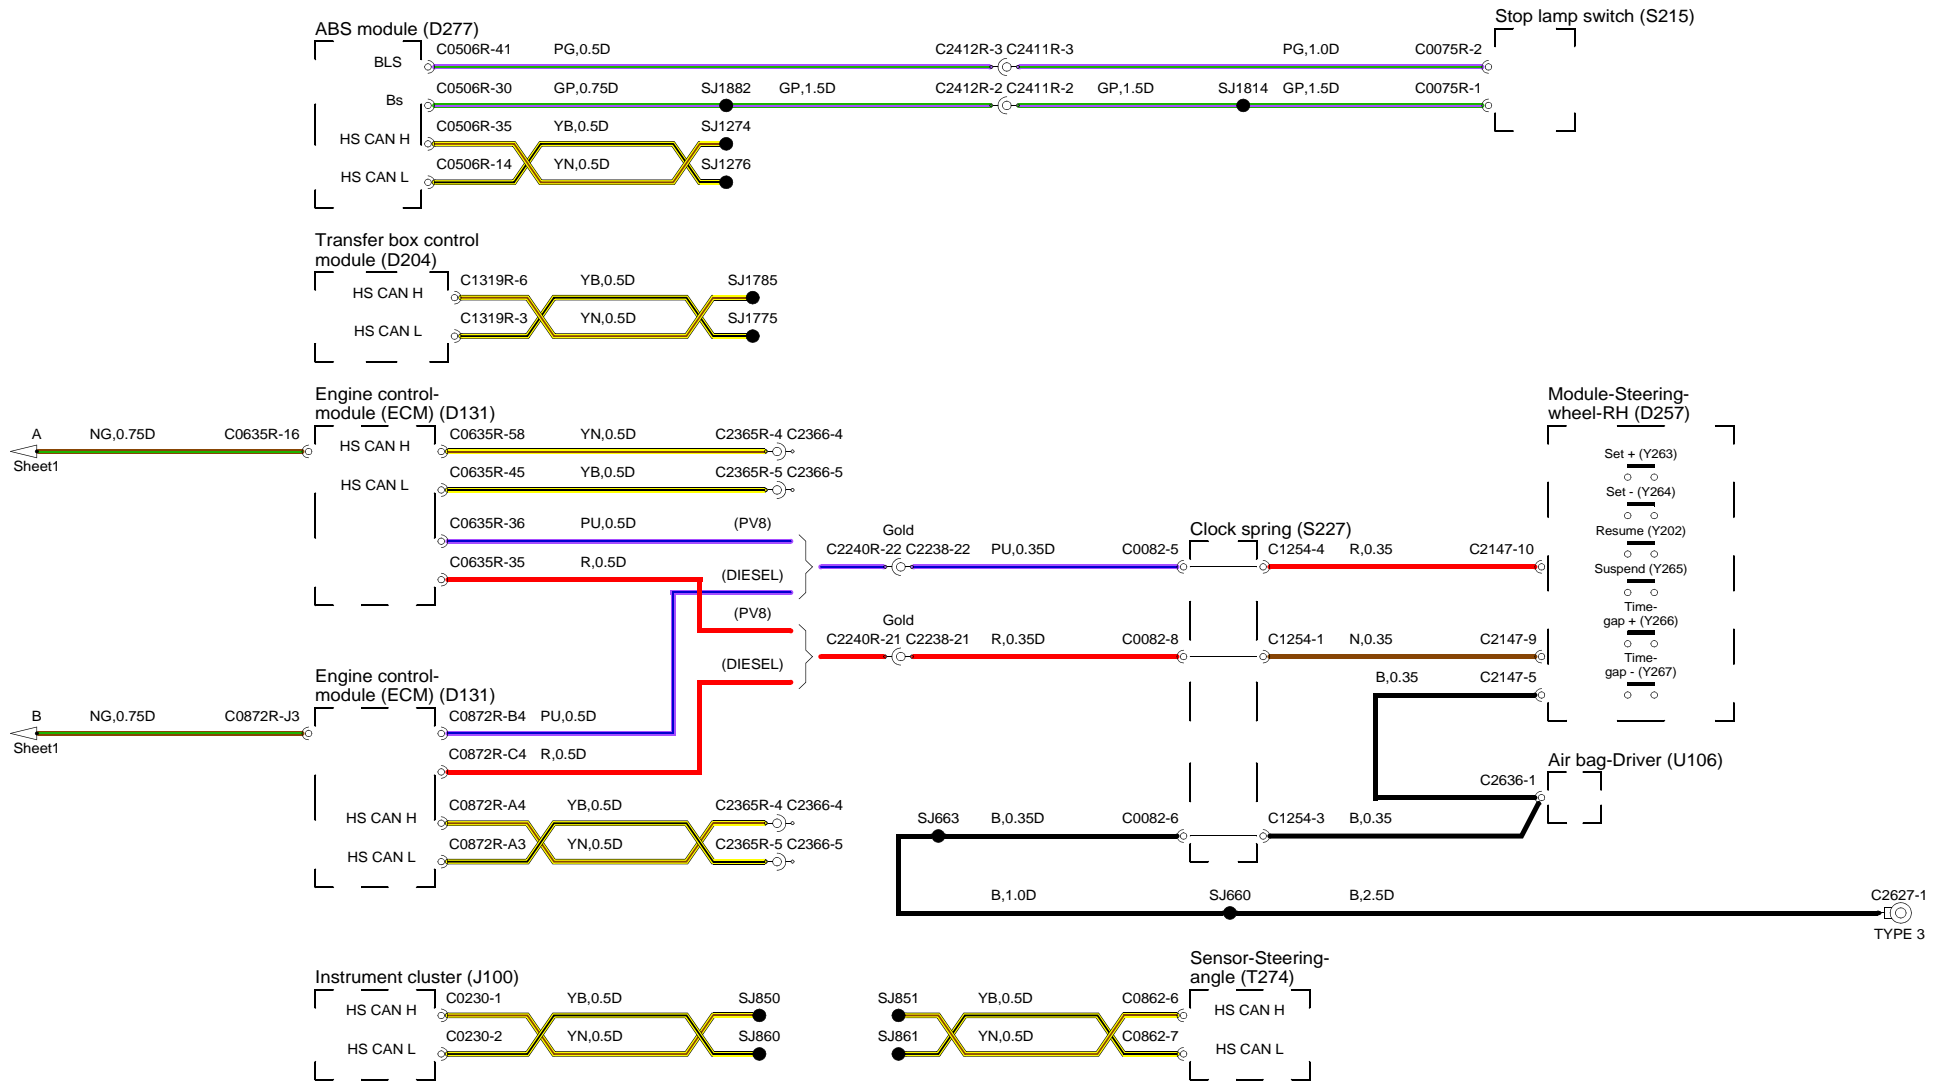 ABS module (D277)
Stop lamp switch (S215)
BLS
C0506R-41
PG,0.5D
C2412R-3
C2411R-3
PG,1.0D
C0075R-2
Bs
C0506R-30
GP,0.75D
SJ1882
GP,1.5D
C2412R-2
C2411R-2
GP,1.5D
SJ1814
GP,1.5D
C0075R-1
HS CAN H
C0506R-35
YB,0.5D
SJ1274
HS CAN L
C0506R-14
YN,0.5D
SJ1276
Transfer box control
module (D204)
HS CAN H
C1319R-6
YB,0.5D
SJ1785
HS CAN L
C1319R-3
YN,0.5D
SJ1775
Engine control-
module (ECM) (D131)
A
Sheet1
NG,0.75D
C0635R-16
HS CAN H
C0635R-58
YN,0.5D
C2365R-4
C2366-4
HS CAN L
C0635R-45
YB,0.5D
C2365R-5
C2366-5
C0635R-36
PU,0.5D
(PV8)
C0635R-35
R,0.5D
(DIESEL)
(PV8)
(DIESEL)
Gold
C2240R-22
C2238-22
PU,0.35D
C0082-5
Clock spring (S227)
C1254-4
R,0.35
C2147-10
Gold
C2240R-21
C2238-21
R,0.35D
C0082-8
C1254-1
N,0.35
C2147-9
B,0.35
C2147-5
Module-Steering-
wheel-RH (D257)
Set + (Y263)
Set - (Y264)
Resume (Y202)
Suspend (Y265)
Time-
gap + (Y266)
Time-
gap - (Y267)
Engine control-
module (ECM) (D131)
B
Sheet1
NG,0.75D
C0872R-J3
C0872R-B4
PU,0.5D
C0872R-C4
R,0.5D
HS CAN H
C0872R-A4
YB,0.5D
C2365R-4
C2366-4
HS CAN L
C0872R-A3
YN,0.5D
C2365R-5
C2366-5
Air bag-Driver (U106)
C2636-1
SJ663
B,0.35D
C0082-6
C1254-3
B,0.35
B,1.0D
SJ660
B,2.5D
C2627-1
TYPE 3
Instrument cluster (J100)
HS CAN H
C0230-1
YB,0.5D
SJ850
HS CAN L
C0230-2
YN,0.5D
SJ860
Sensor-Steering-
angle (T274)
SJ851
YB,0.5D
C0862-6
HS CAN H
SJ861
YN,0.5D
C0862-7
HS CAN L